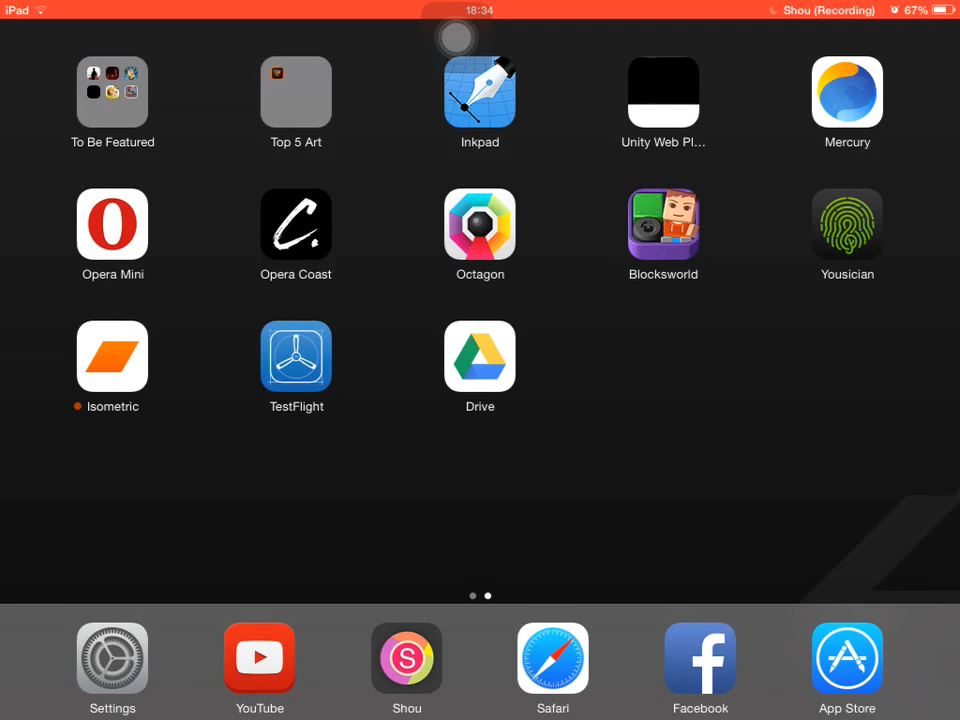 iPad 18:34 Shou (Recording) 67%
To Be Featured Top 5 Art Inkpad Unity Web Pl... Mercury
Opera Mini Opera Coast Octagon Blocksworld Yousician
Isometric TestFlight Drive
Settings YouTube Shou Safari Facebook App Store